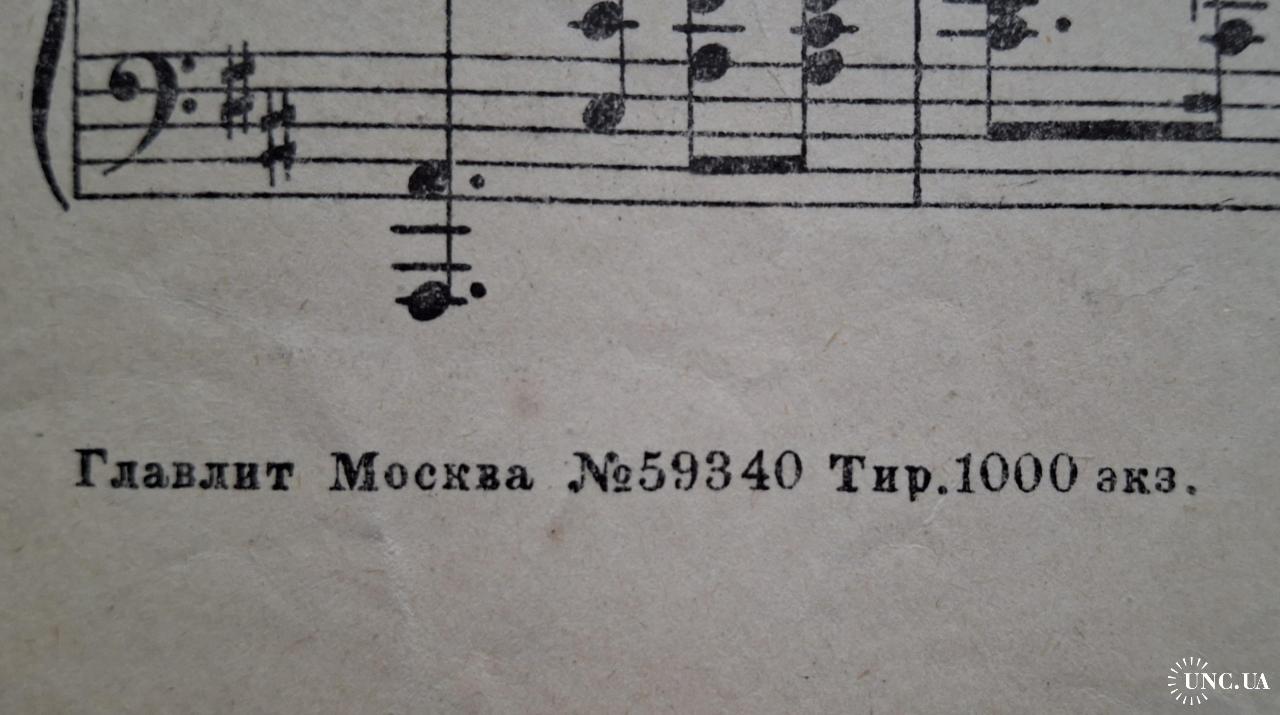 Главлит Москва №59340 Тир.1000 экз.
UNC.UA